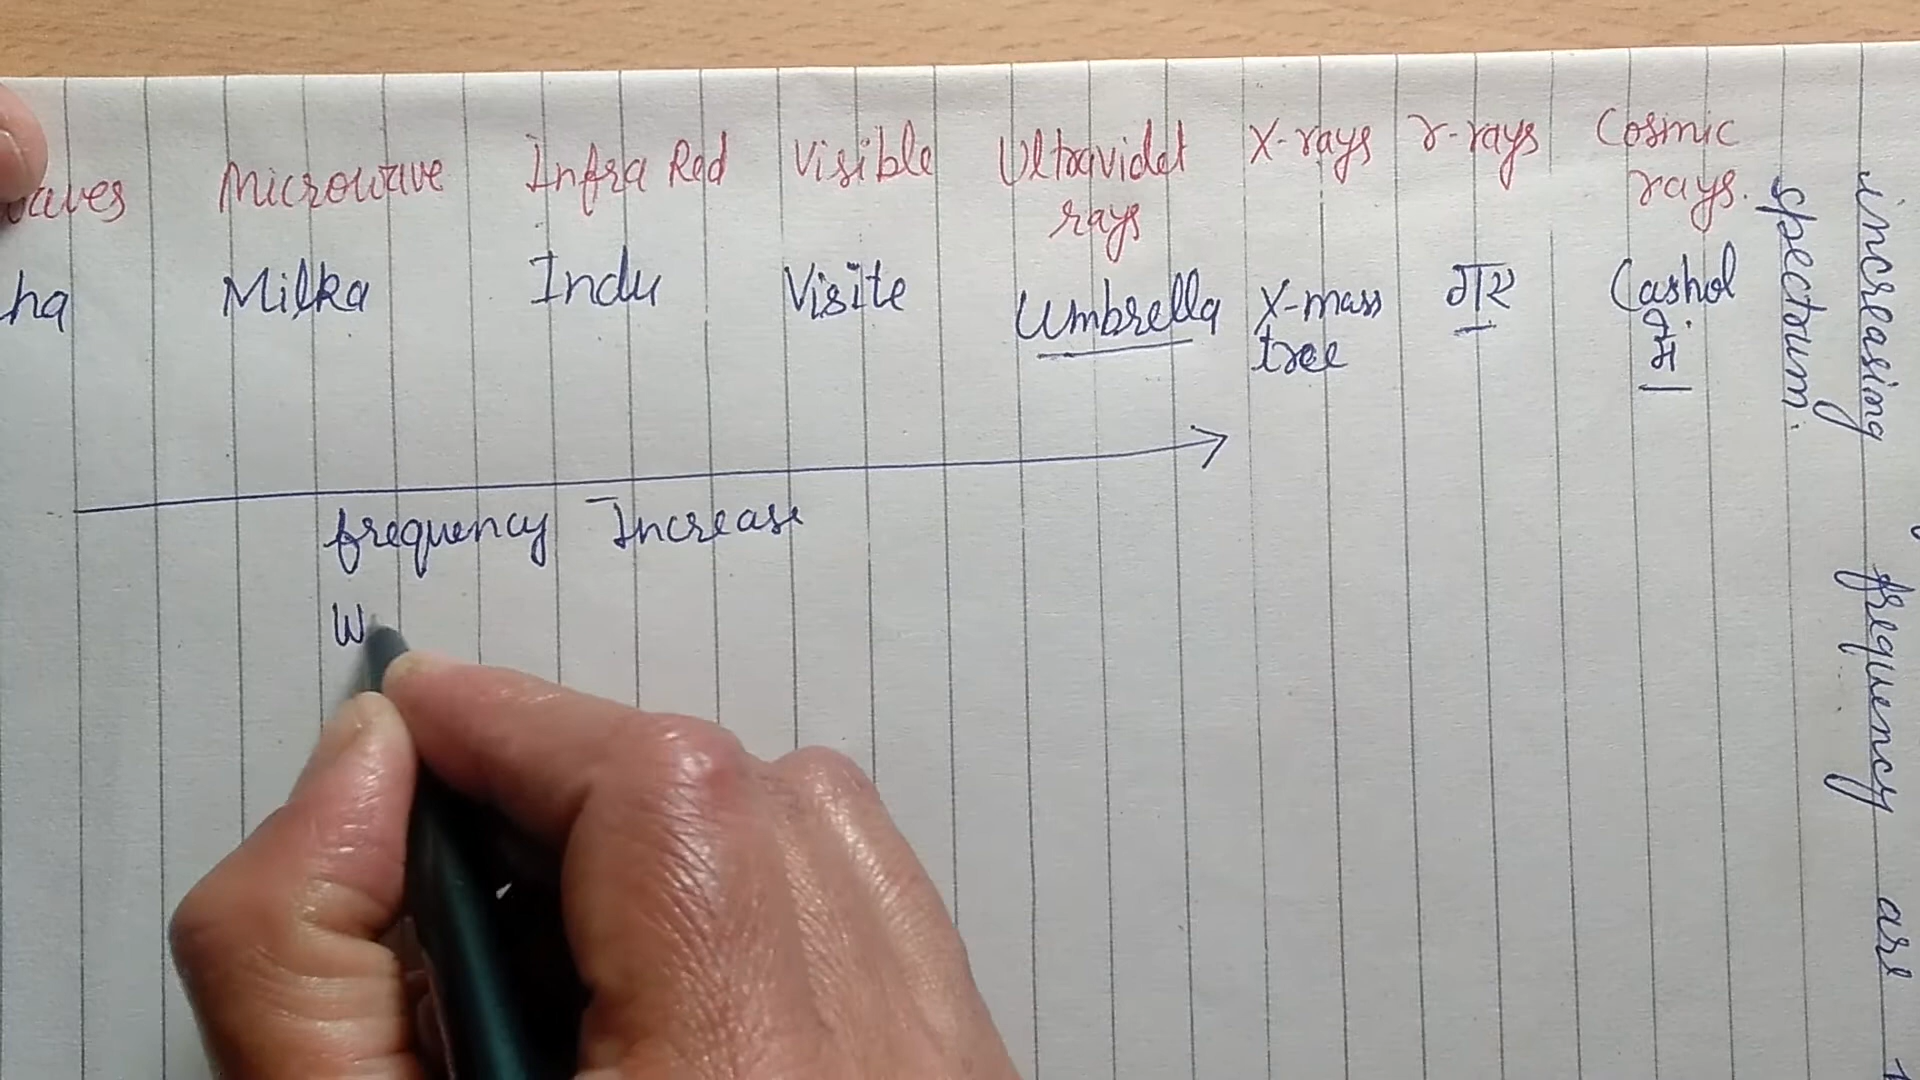 waves Microwave Infra Red Visible Ultraviolet rays X-rays γ-rays Cosmic rays.
ha Milka Indu Visite Umbrella X-mass tree गार Cashol में
frequency Increase
W
increasing frequency are
spectrum.